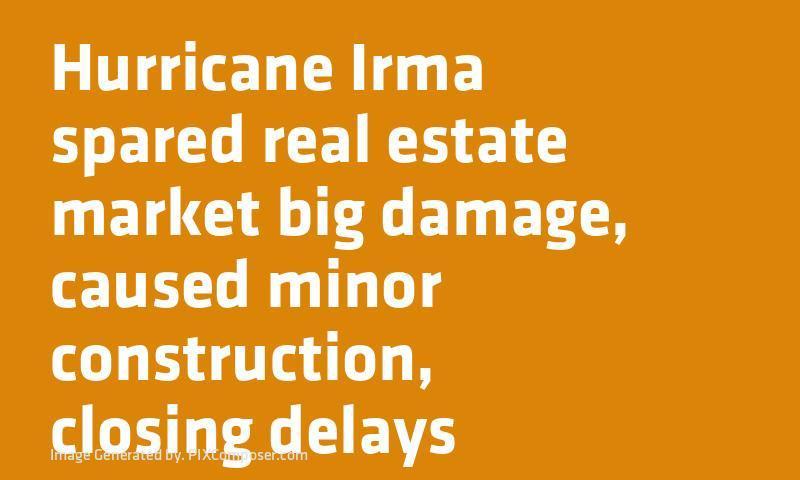 Hurricane Irma
spared real estate
market big damage,
caused minor
construction,
closing delays
Image Generated by. PIXComposer.com